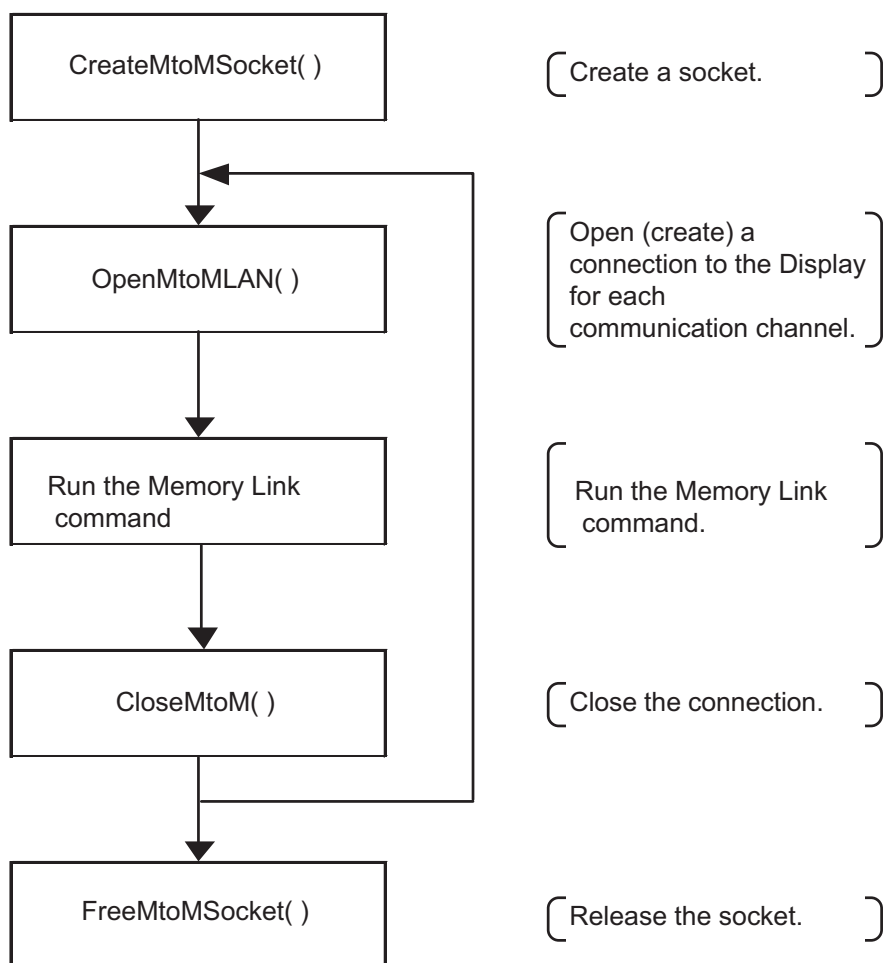 CreateMtoMSocket( )
Create a socket.
OpenMtoMLAN( )
Open (create) a
connection to the Display
for each
communication channel.
Run the Memory Link
command
Run the Memory Link
command.
CloseMtoM( )
Close the connection.
FreeMtoMSocket( )
Release the socket.